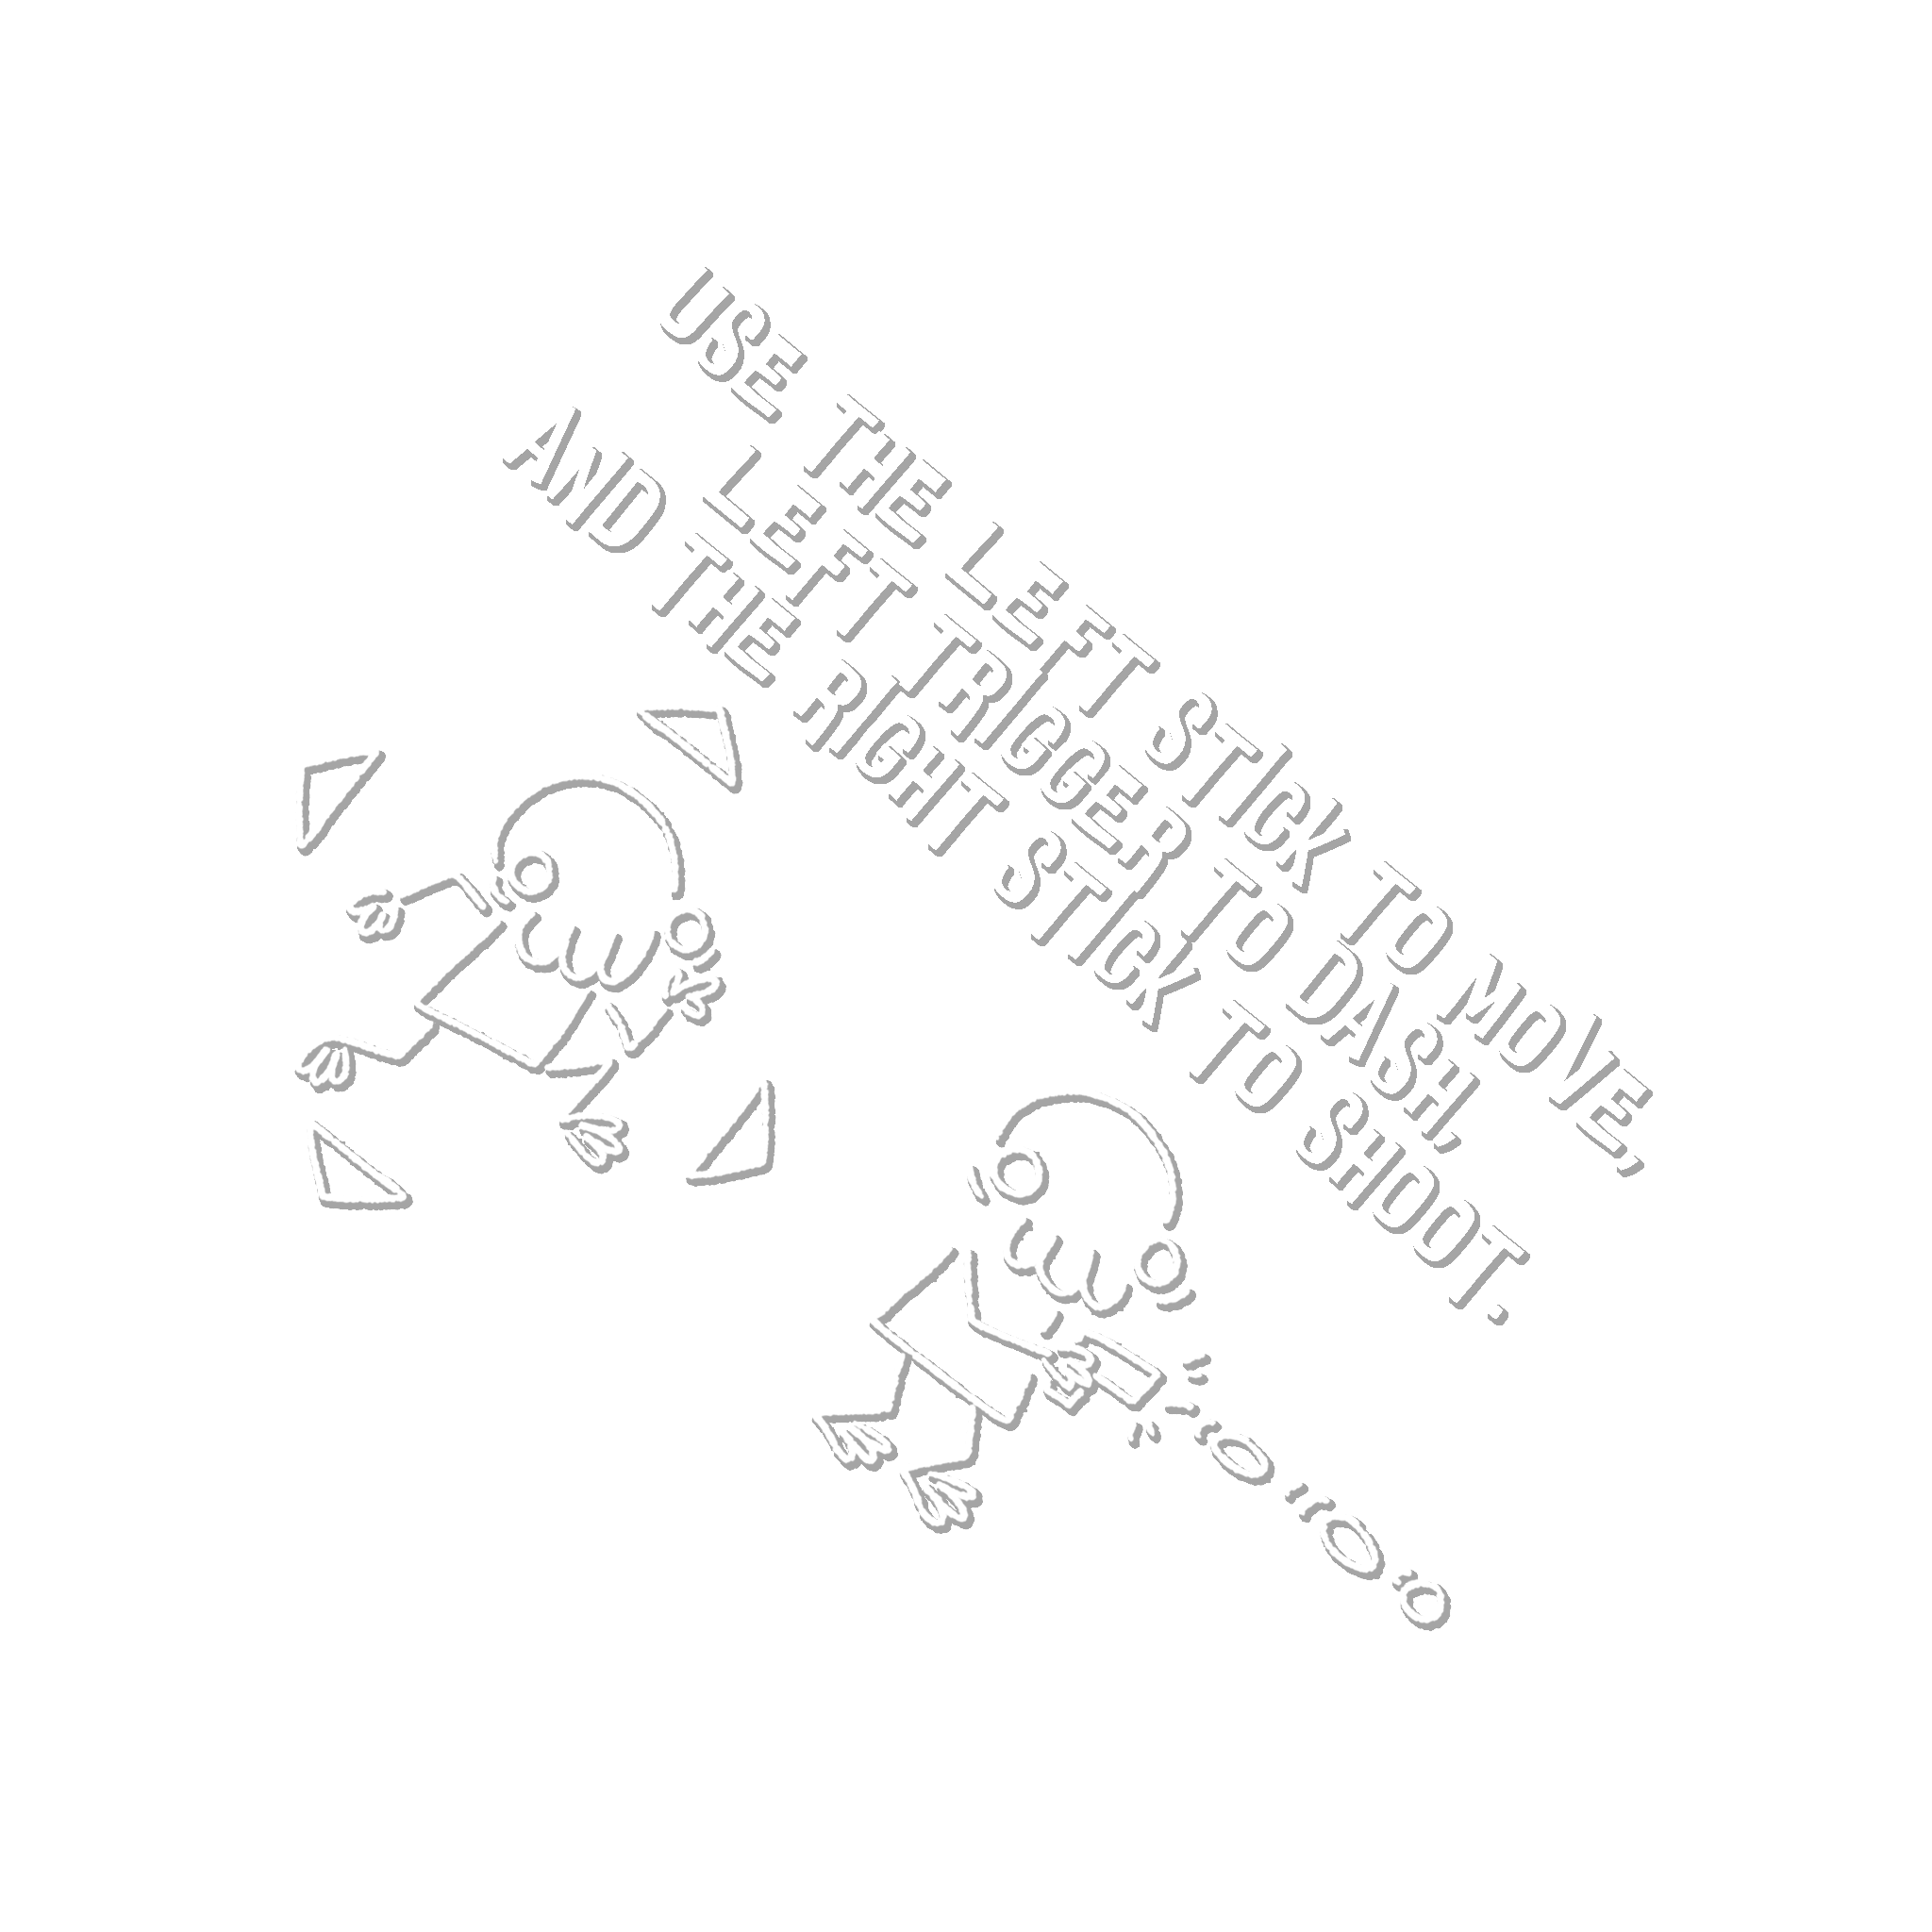 USE THE LEFT STICK TO MOVE,
LEFT TRIGGER TO DASH,
AND THE RIGHT STICK TO SHOOT.